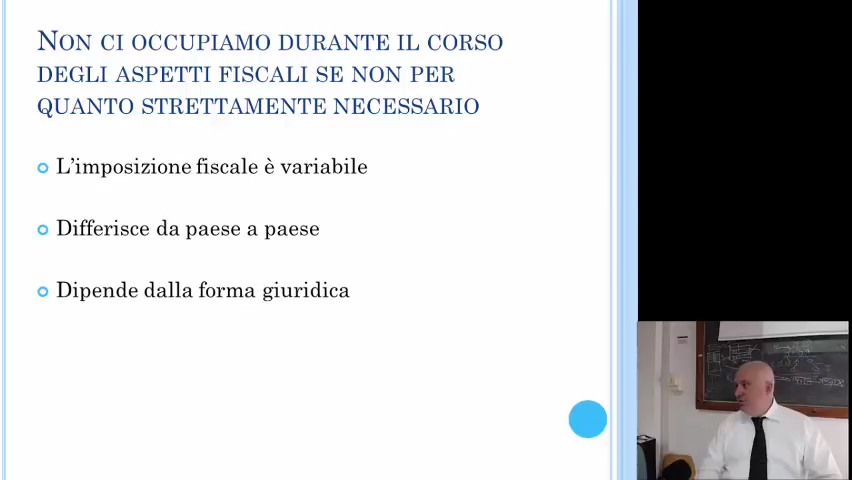 NON CI OCCUPIAMO DURANTE IL CORSO
DEGLI ASPETTI FISCALI SE NON PER
QUANTO STRETTAMENTE NECESSARIO
L'imposizione fiscale è variabile
Differisce da paese a paese
Dipende dalla forma giuridica